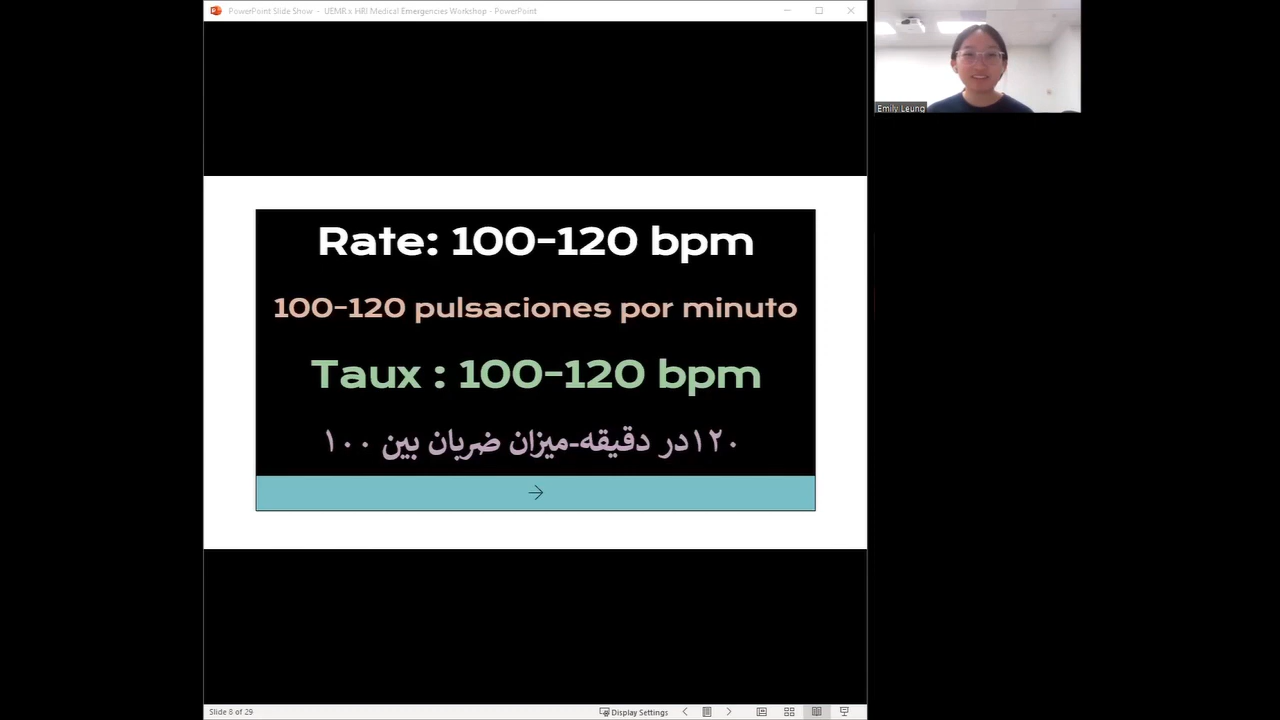 PowerPoint Slide Show - UEMR x HRI Medical Emergencies Workshop - PowerPoint
Emily Leung
Rate: 100-120 bpm
100-120 pulsaciones por minuto
Taux : 100-120 bpm
۱۲۰در دقیقه-میزان ضربان بین ۱۰۰
Slide 8 of 29
Display Settings